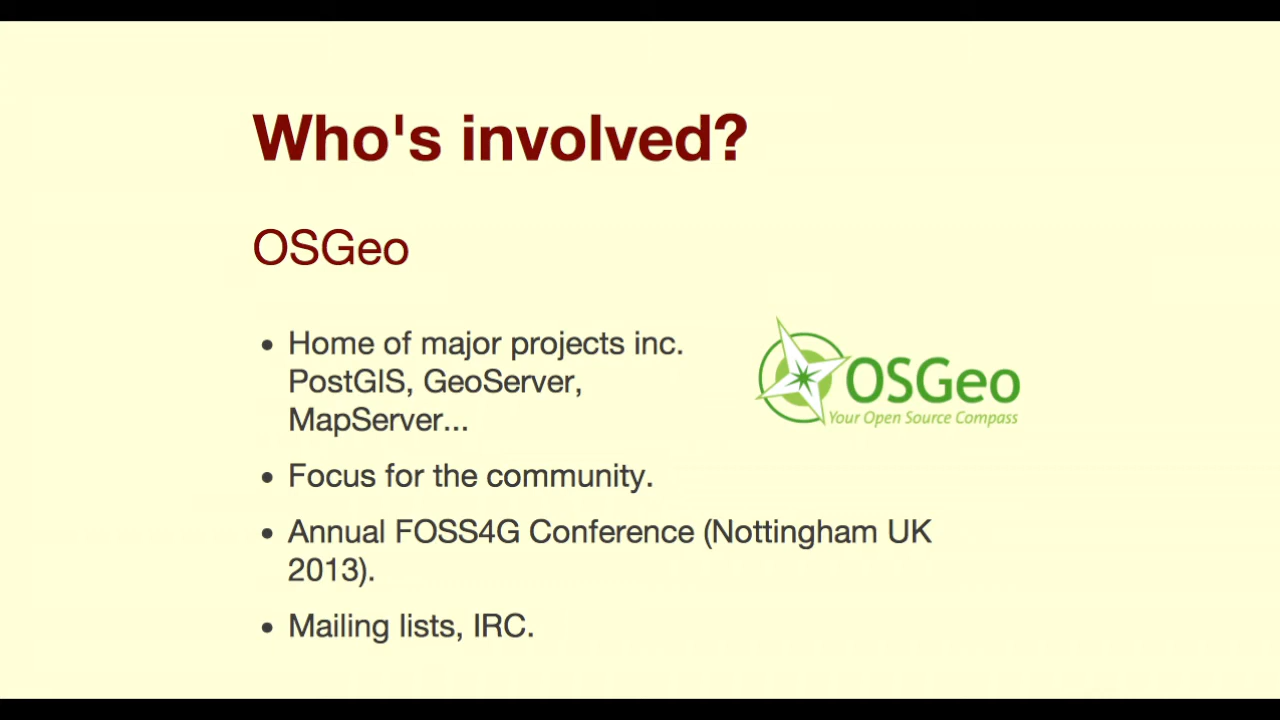 Who's involved?
OSGeo
• Home of major projects inc.
PostGIS, GeoServer,
MapServer...
OSGeo
Your Open Source Compass
• Focus for the community.
• Annual FOSS4G Conference (Nottingham UK
2013).
• Mailing lists, IRC.